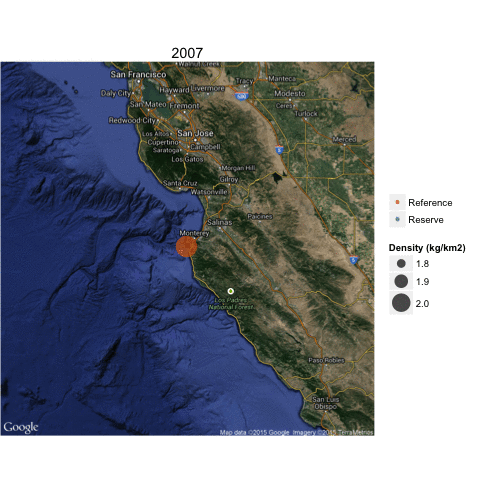 2007
Walnut Creek
San Francisco
Daly City
Hayward
Livermore
Tracy
Manteca
San Mateo
Fremont
Modesto
Ceres
Redwood City
Turlock
Los Altos
San Jose
Cupertino
Campbell
Merced
Saratoga
Los Gatos
Morgan Hill
Santa Cruz
Gilroy
Watsonville
Salinas
Paicines
Monterey
Los Padres
National Forest
Paso Robles
San Luis
Obispo
Google
Map data ©2015 Google Imagery ©2015 TerraMetrics
Reference
Reserve
Density (kg/km2)
1.8
1.9
2.0